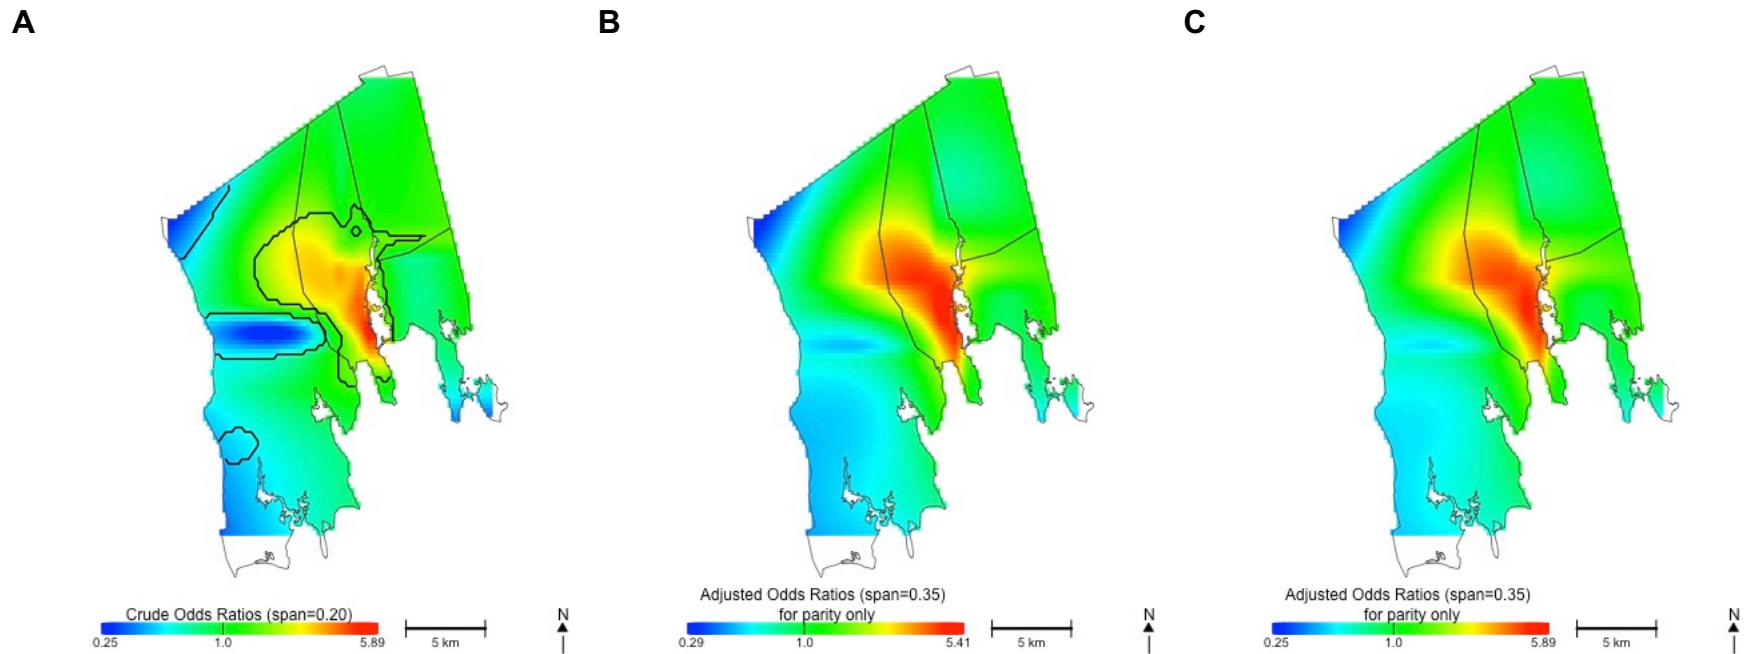 A
B
C
Crude Odds Ratios (span=0.20)
0.25 1.0 5.89
5 km
N
Adjusted Odds Ratios (span=0.35)
for parity only
0.29 1.0 5.41
5 km
N
Adjusted Odds Ratios (span=0.35)
for parity only
0.25 1.0 5.89
5 km
N